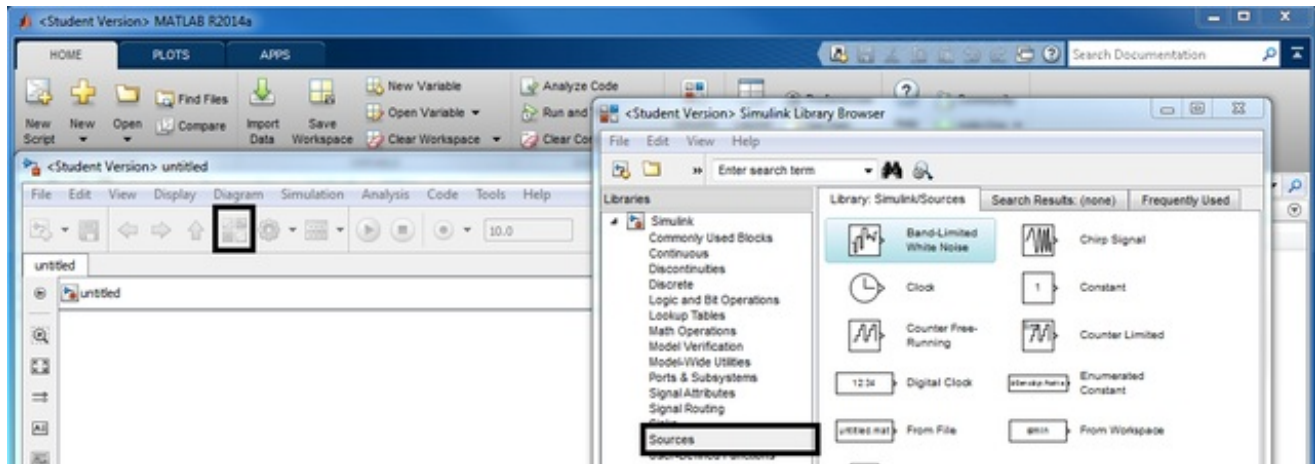 <Student Version> MATLAB R2014a
HOME PLOTS APPS
Search Documentation
New Script
New
Open
Find Files
Compare
Import Data
Save Workspace
New Variable
Open Variable
Clear Workspace
Analyze Code
Run and
Clear Co
<Student Version> Simulink Library Browser
File Edit View Help
Enter search term
Libraries
Simulink
Commonly Used Blocks
Continuous
Discontinuities
Discrete
Logic and Bit Operations
Lookup Tables
Math Operations
Model Verification
Model-Wide Utilities
Ports & Subsystems
Signal Attributes
Signal Routing
Sources
User-Defined Functions
Library: Simulink/Sources Search Results: (none) Frequently Used
Band-Limited White Noise
Chirp Signal
Clock
1 Constant
Counter Free-Running
Counter Limited
12:34 Digital Clock
Enumerated Constant
untitled.mat From File
simin From Workspace
<Student Version> untitled
File Edit View Display Diagram Simulation Analysis Code Tools Help
10.0
untitled
untitled